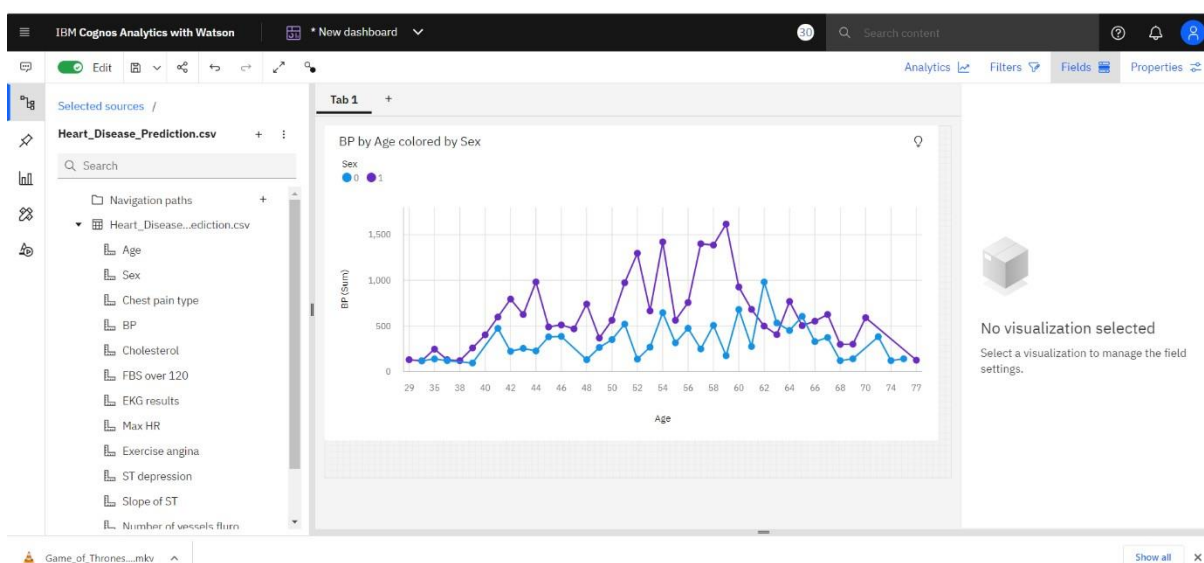 IBM Cognos Analytics with Watson
* New dashboard
30
Search content
Edit
Analytics
Filters
Fields
Properties
Selected sources /
Heart_Disease_Prediction.csv
Search
Navigation paths
Heart_Disease...ediction.csv
Age
Sex
Chest pain type
BP
Cholesterol
FBS over 120
EKG results
Max HR
Exercise angina
ST depression
Slope of ST
Number of vessels fluro
Tab 1
BP by Age colored by Sex
Sex
0 1
BP (Sum)
1,500
1,000
500
0
29 35 38 40 42 44 46 48 50 52 54 56 58 60 62 64 66 68 70 74 77
Age
No visualization selected
Select a visualization to manage the field
settings.
Game_of_Thrones....mkv
Show all